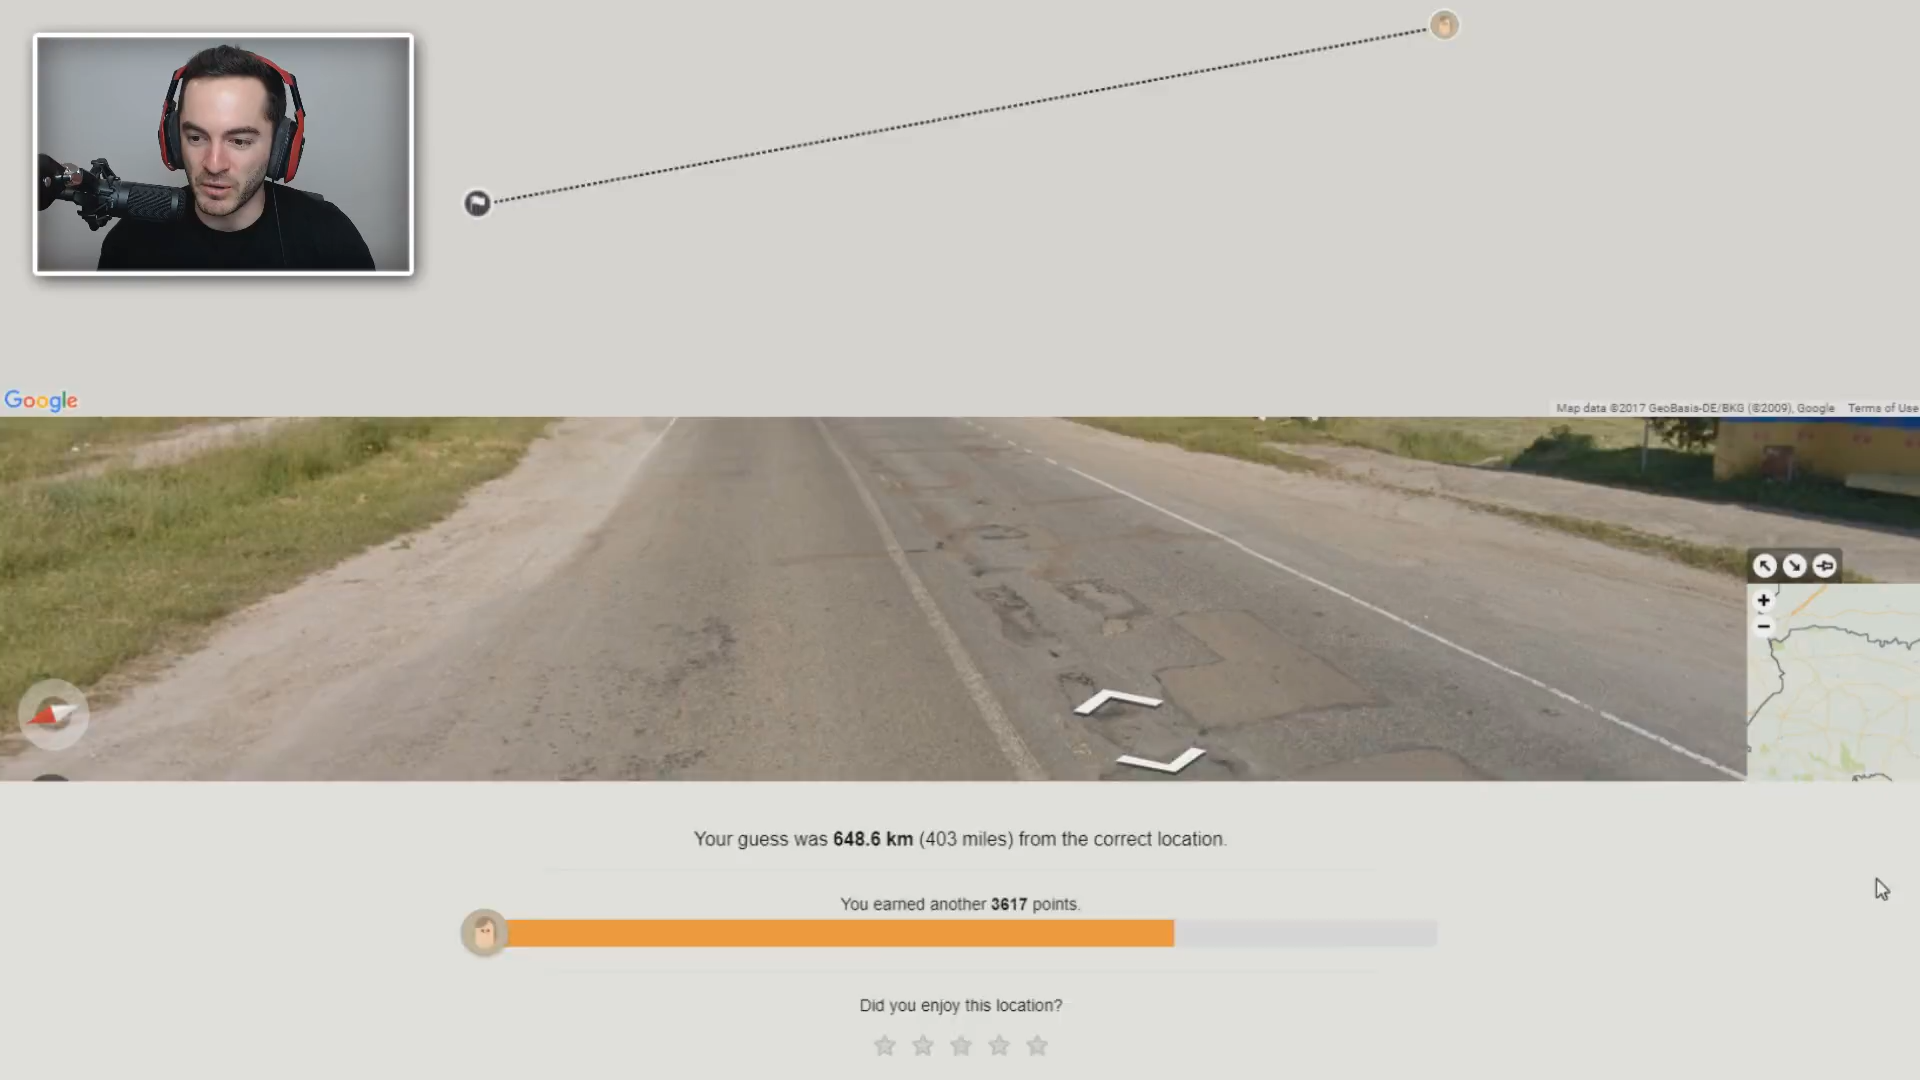 Google
Map data ©2017 GeoBasis-DE/BKG (©2009), Google Terms of Use
Your guess was 648.6 km (403 miles) from the correct location.
You earned another 3617 points.
Did you enjoy this location?